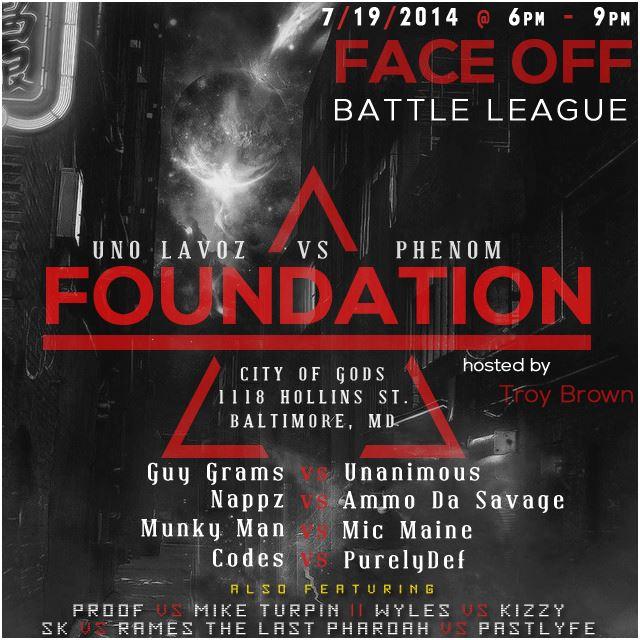 7/19/2014 @ 6PM - 9PM
FACE OFF
BATTLE LEAGUE
UNO LAVOZ VS PHENOM
FOUNDATION
hosted by
Troy Brown
CITY OF GODS
1118 HOLLINS ST.
BALTIMORE, MD
Guy Grams vs Unanimous
Nappz vs Ammo Da Savage
Munky Man vs Mic Maine
Codes vs PurelyDef
ALSO FEATURING
PROOF VS MIKE TURPIN || WYLES VS KIZZY
SK VS RAMES THE LAST PHAROAH VS PASTLYFE